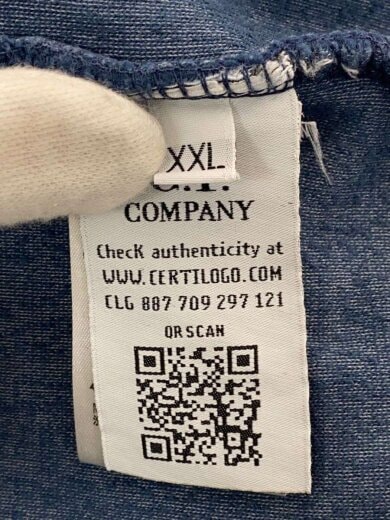 XXL
C.P.
COMPANY
Check authenticity at
WWW.CERTILOGO.COM
CLG 887 709 297 121
QR SCAN